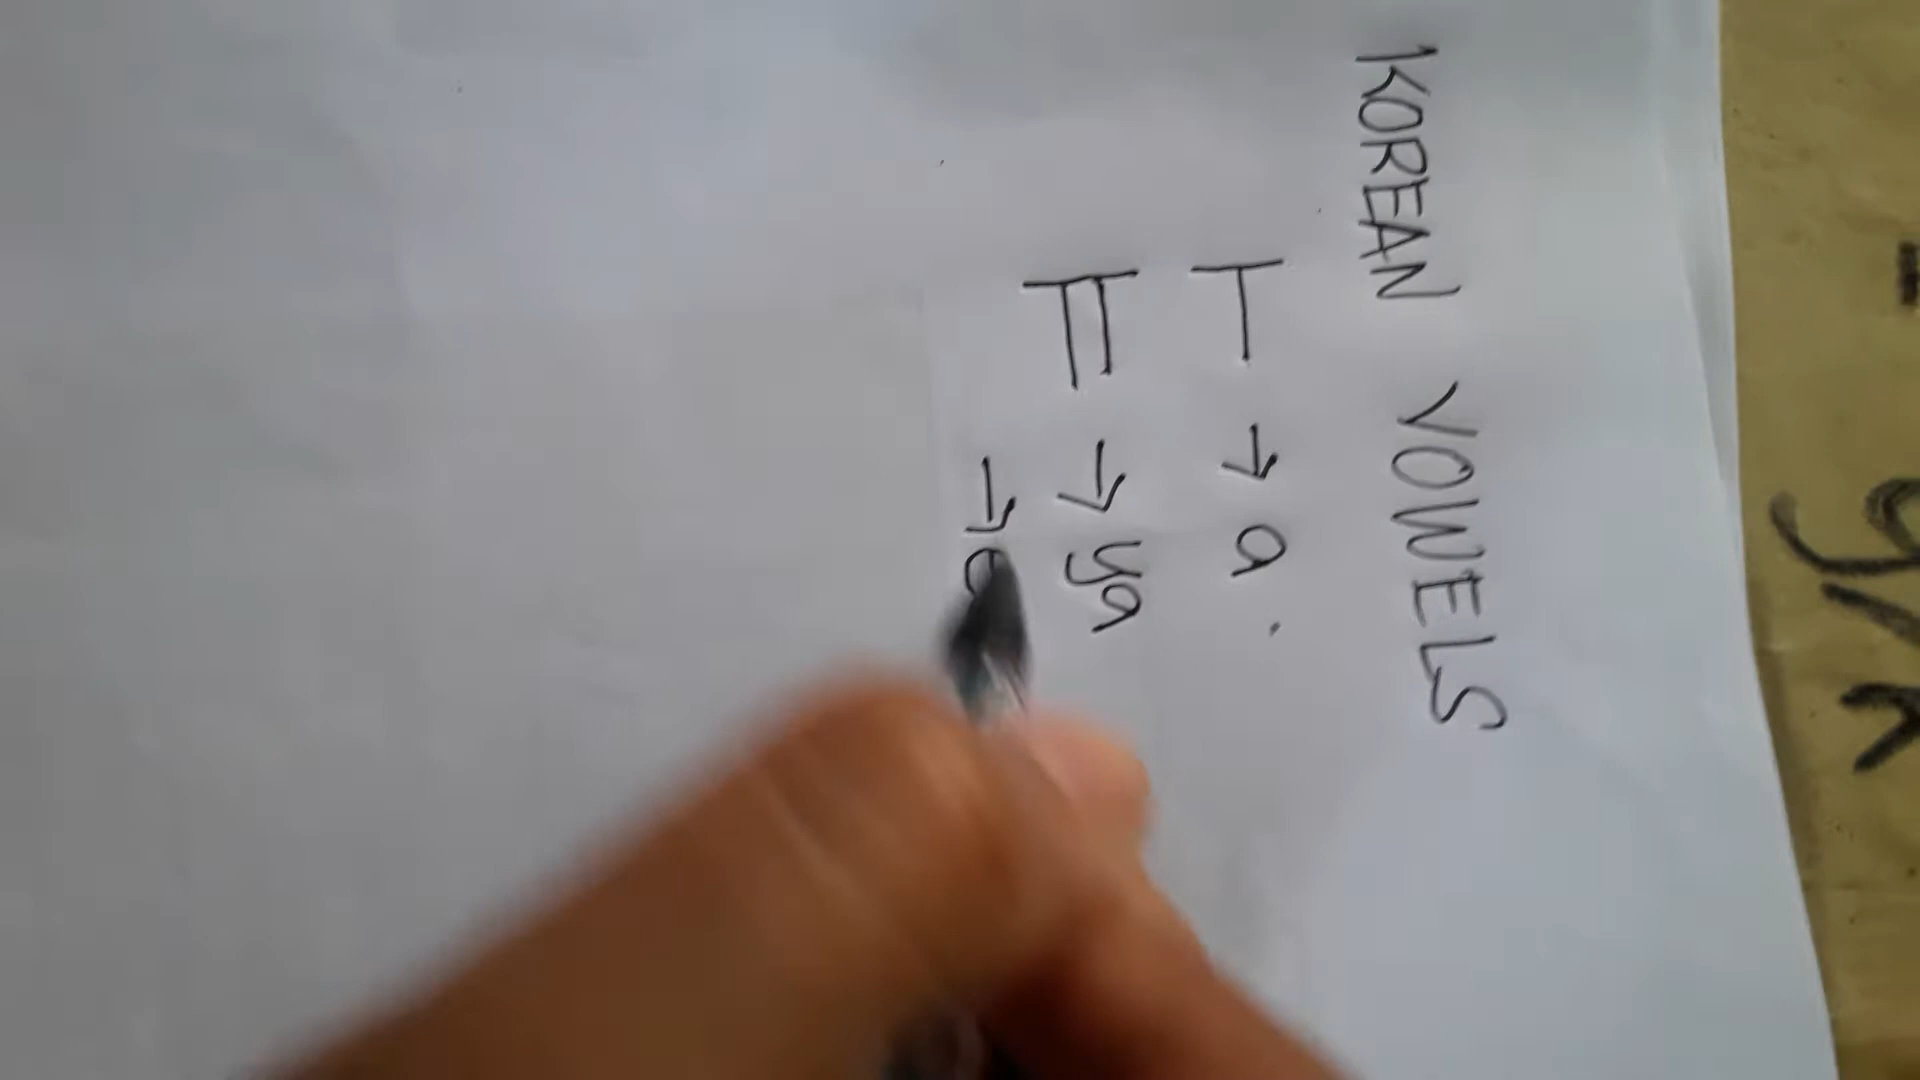 KOREAN VOWELS
ㅏ → a
ㅑ → ya
→ e